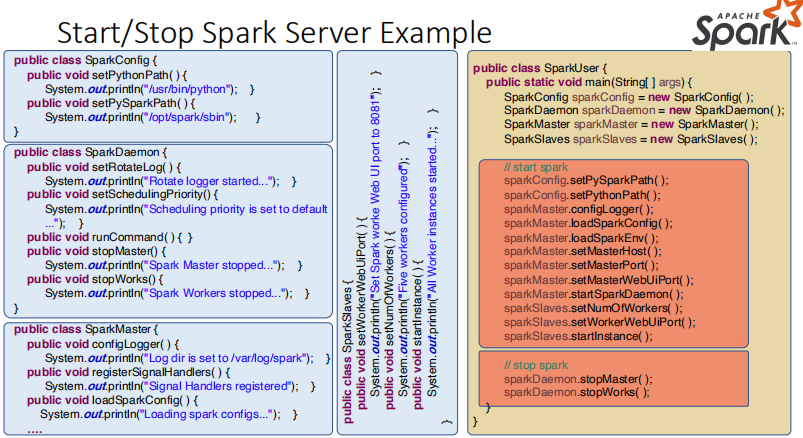 Start/Stop Spark Server Example
APACHE
Spark™
public class SparkConfig {
public void setPythonPath( ) {
System.out.println("/usr/bin/python");    }
public void setPySparkPath( ) {
System.out.println("/opt/spark/sbin");      }
}
public class SparkDaemon {
public void setRotateLog( ) {
System.out.println("Rotate logger started...");    }
public void setSchedulingPriority() {
System.out.println("Scheduling priority is set to default
...");    }
public void runCommand( ) {  }
public void stopMaster() {
System.out.println("Spark Master stopped...");    }
public void stopWorks() {
System.out.println("Spark Workers stopped...");    }
}
public class SparkMaster {
public void configLogger( ) {
System.out.println("Log dir is set to /var/log/spark");    }
public void registerSignalHandlers( ) {
System.out.println("Signal Handlers registered");    }
public void loadSparkConfig( ) {
System.out.println("Loading spark configs...");    }
....
public class SparkSlaves {
public void setWorkerWebUiPort( ) {
System.out.println("Set Spark worke Web UI port to 8081");    }
public void setNumOfWorkers( ) {
System.out.println("Five workers configured");    }
public void startInstance( ) {
System.out.println("All Worker instances started...");    }
}
public class SparkUser {
public static void main(String[ ] args) {
SparkConfig sparkConfig = new SparkConfig( );
SparkDaemon sparkDaemon = new SparkDaemon( );
SparkMaster sparkMaster = new SparkMaster( );
SparkSlaves sparkSlaves = new SparkSlaves( );
// start spark
sparkConfig.setPySparkPath( );
sparkConfig.setPythonPath( );
sparkMaster.configLogger( );
sparkMaster.loadSparkConfig( );
sparkMaster.loadSparkEnv( );
sparkMaster.setMasterHost( );
sparkMaster.setMasterPort( );
sparkMaster.setMasterWebUiPort( );
sparkMaster.startSparkDaemon( );
sparkSlaves.setNumOfWorkers( );
sparkSlaves.setWorkerWebUiPort( );
sparkSlaves.startInstance( );
// stop spark
sparkDaemon.stopMaster( );
sparkDaemon.stopWorks( );
}
}